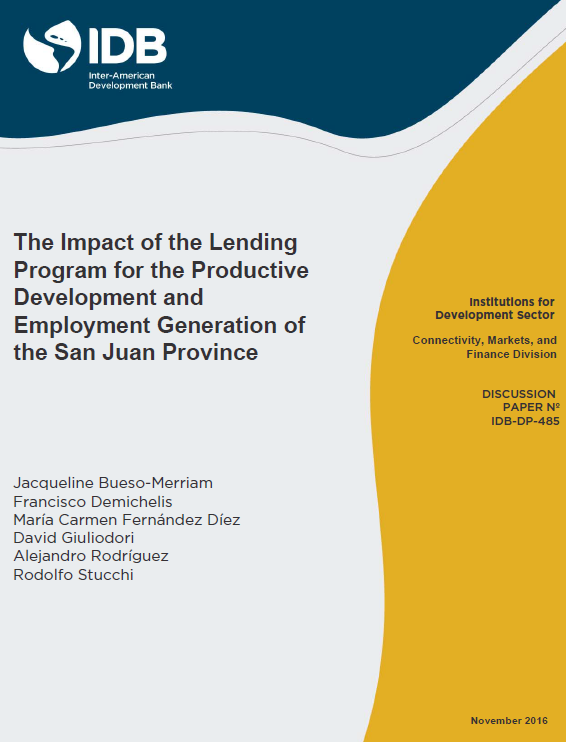 IDB
Inter-American
Development Bank
The Impact of the Lending
Program for the Productive
Development and
Employment Generation of
the San Juan Province
Institutions for
Development Sector
Connectivity, Markets, and
Finance Division
DISCUSSION
PAPER Nº
IDB-DP-485
Jacqueline Bueso-Merriam
Francisco Demichelis
María Carmen Fernández Díez
David Giuliodori
Alejandro Rodríguez
Rodolfo Stucchi
November 2016